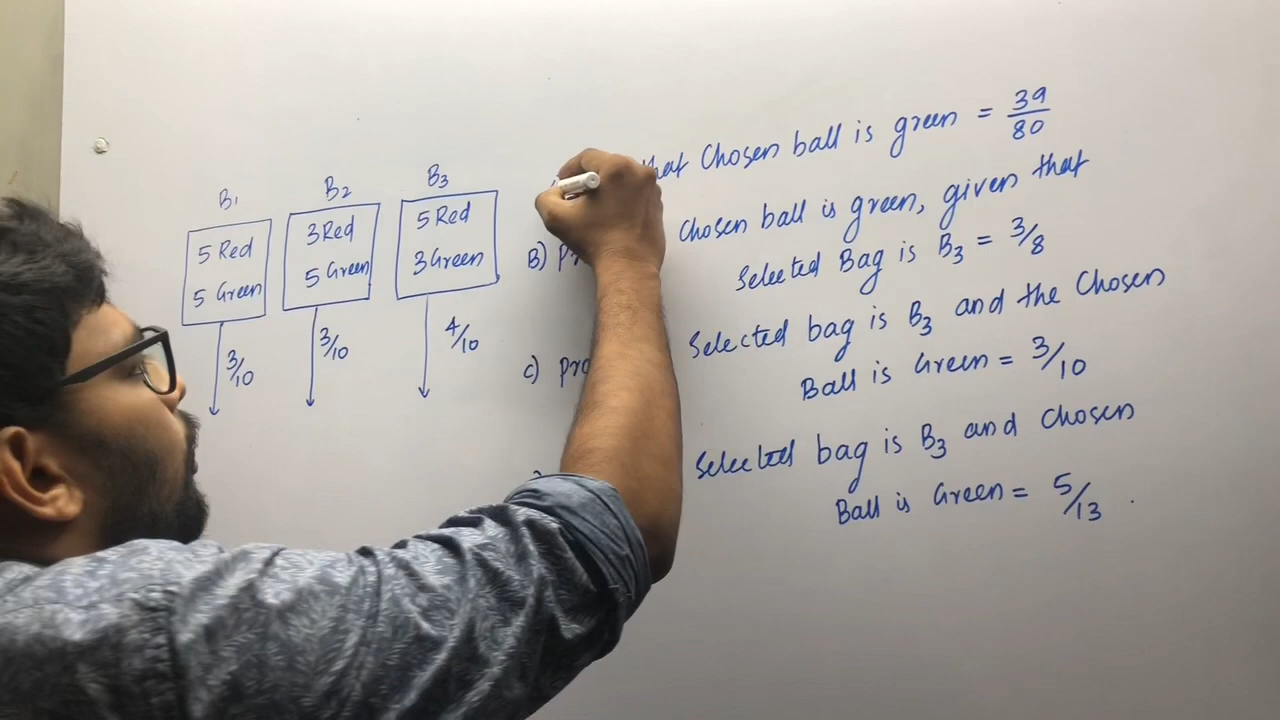 B1
B2
B3
5 Red
5 Green
3Red
5 Green
5 Red
3 Green
3/10
3/10
4/10
that Chosen ball is green = 39/80
B) Pr
chosen ball is green, given that
Selected Bag is B3 = 3/8
c) pro
Selected bag is B3 and the Chosen
Ball is Green = 3/10
Selected bag is B3 and chosen
Ball is Green = 5/13 .